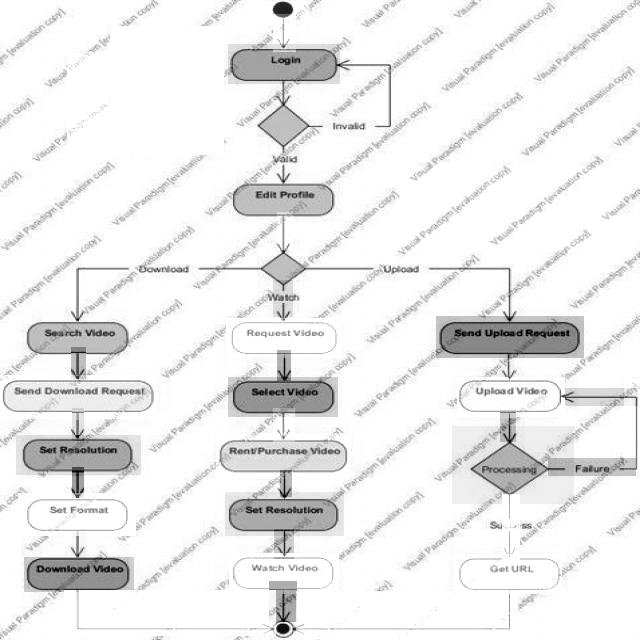 Login
Invalid
Valid
Edit Profile
Download
Upload
Watch
Search Video
Request Video
Send Upload Request
Send Download Request
Select Video
Upload Video
Set Resolution
Rent/Purchase Video
Processing
Failure
Set Format
Set Resolution
Success
Download Video
Watch Video
Get URL
Visual Paradigm [evaluation copy]